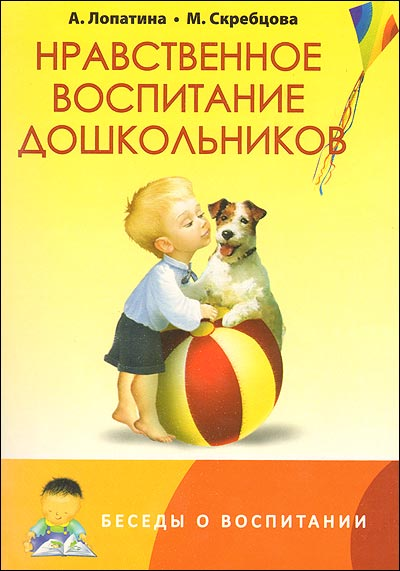 А. Лопатина • М. Скребцова
НРАВСТВЕННОЕ
ВОСПИТАНИЕ
ДОШКОЛЬНИКОВ
БЕСЕДЫ О ВОСПИТАНИИ